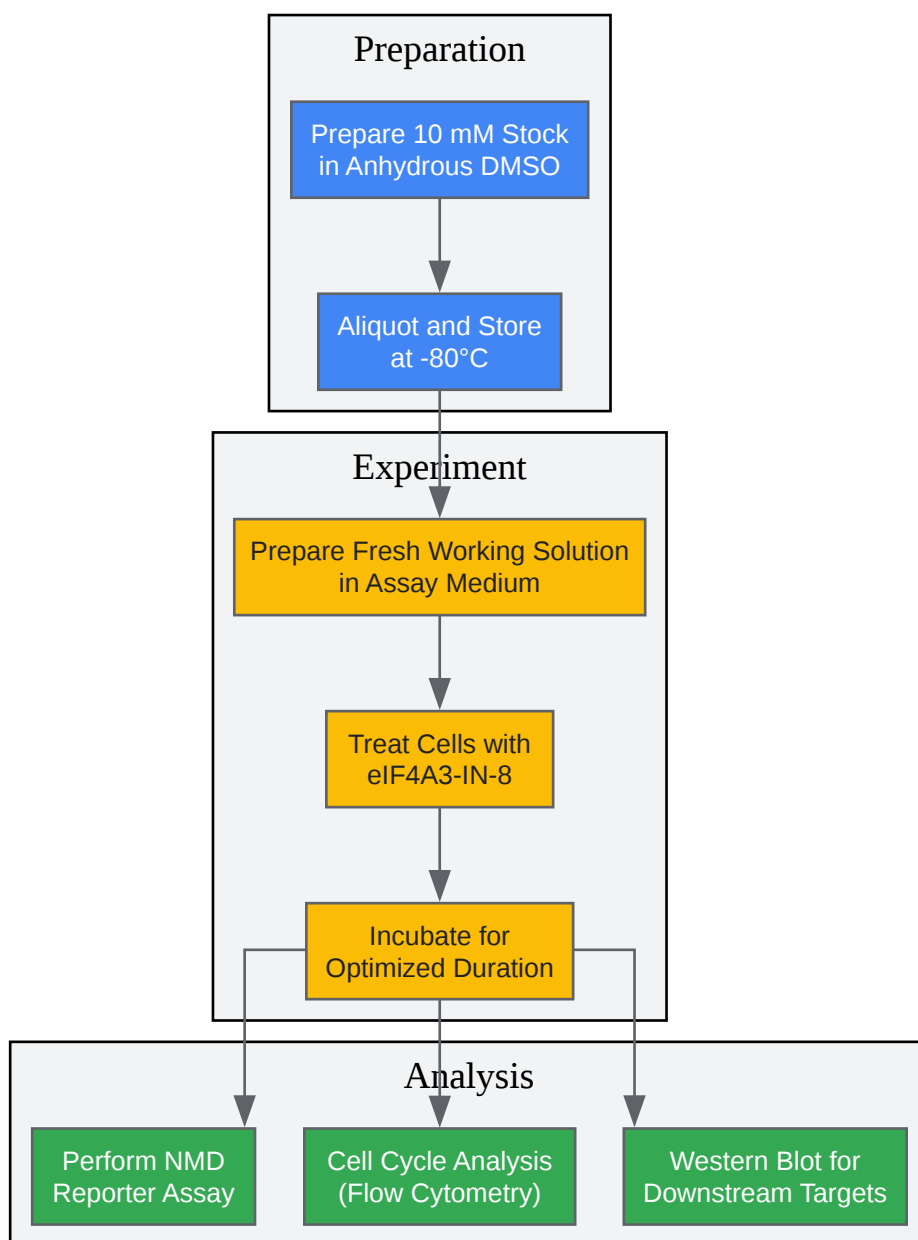 Preparation
Prepare 10 mM Stock
in Anhydrous DMSO
Aliquot and Store
at -80°C
Experiment
Prepare Fresh Working Solution
in Assay Medium
Treat Cells with
eIF4A3-IN-8
Incubate for
Optimized Duration
Analysis
Perform NMD
Reporter Assay
Cell Cycle Analysis
(Flow Cytometry)
Western Blot for
Downstream Targets